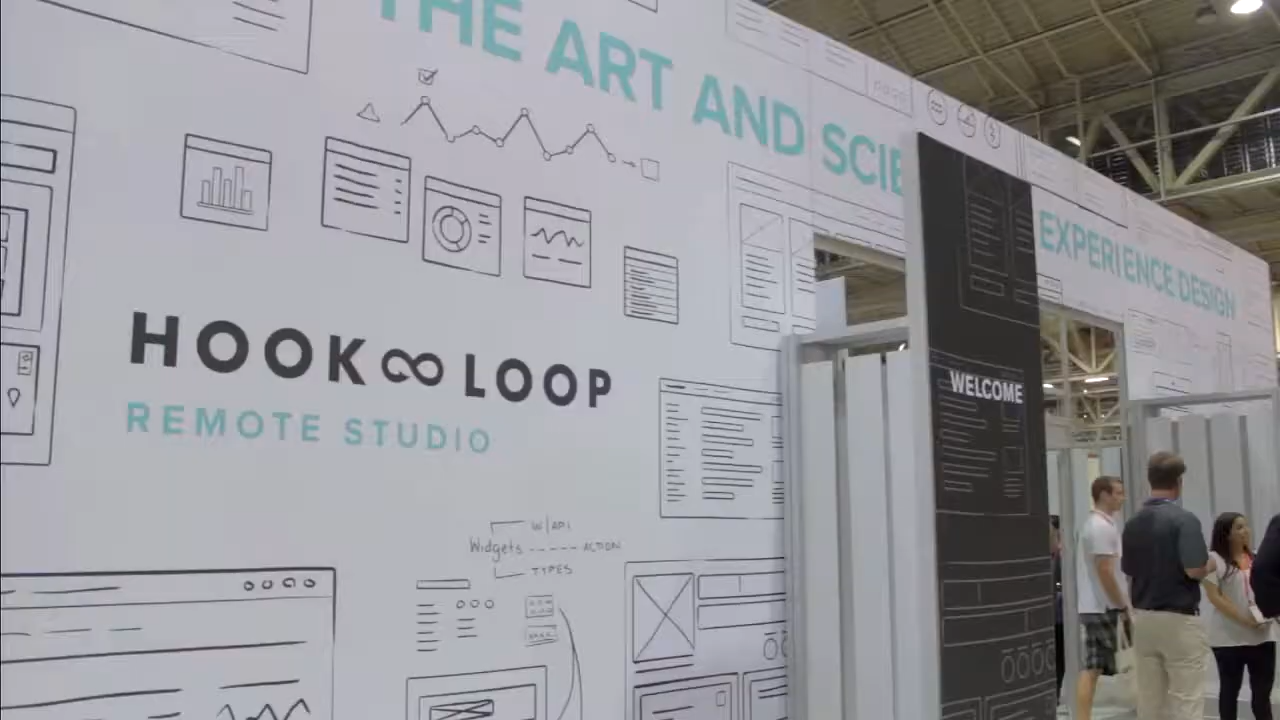 THE ART AND SCIE
EXPERIENCE DESIGN
HOOK LOOP
REMOTE STUDIO
WELCOME
W/API
Widgets ACTION
TYPES